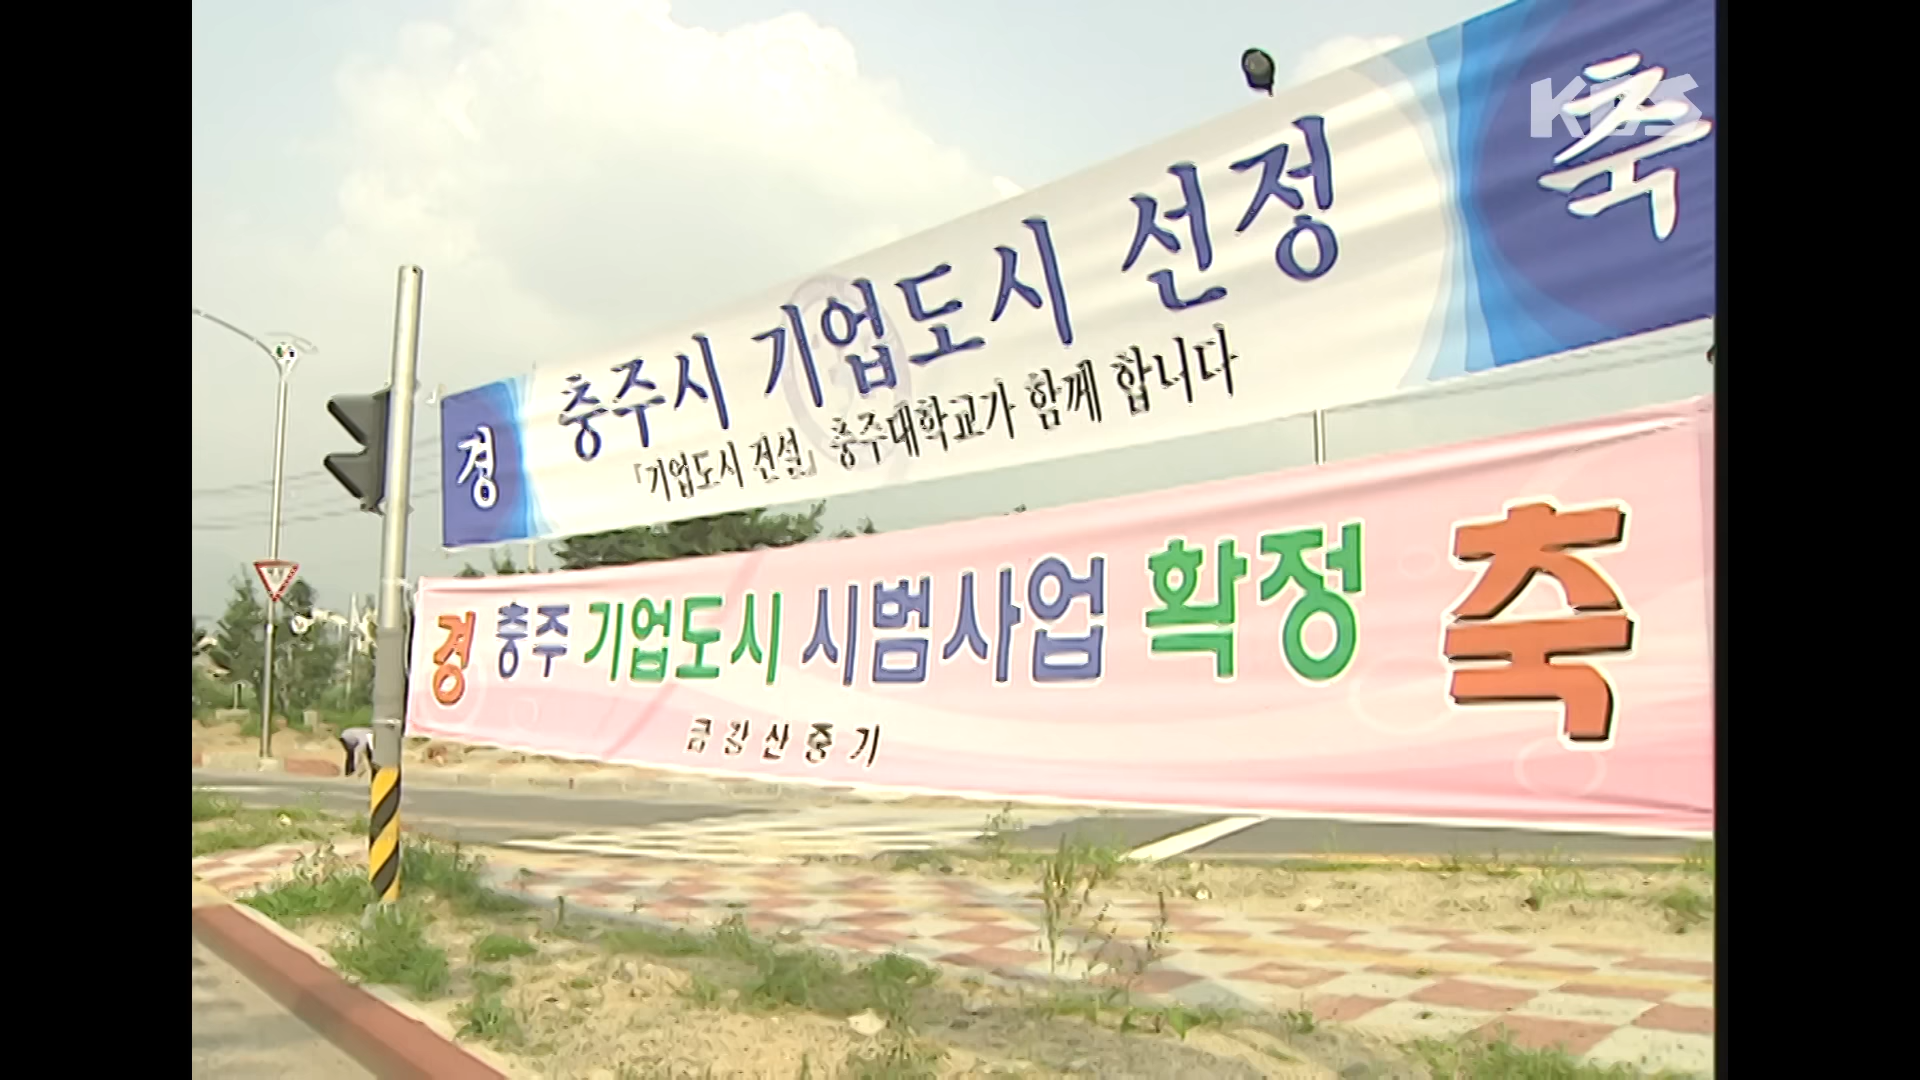 KBS
경 충주시 기업도시 선정 축
「기업도시 건설」 충주대학교가 함께 합니다
경 충주 기업도시 시범사업 확정 축
금강산중기